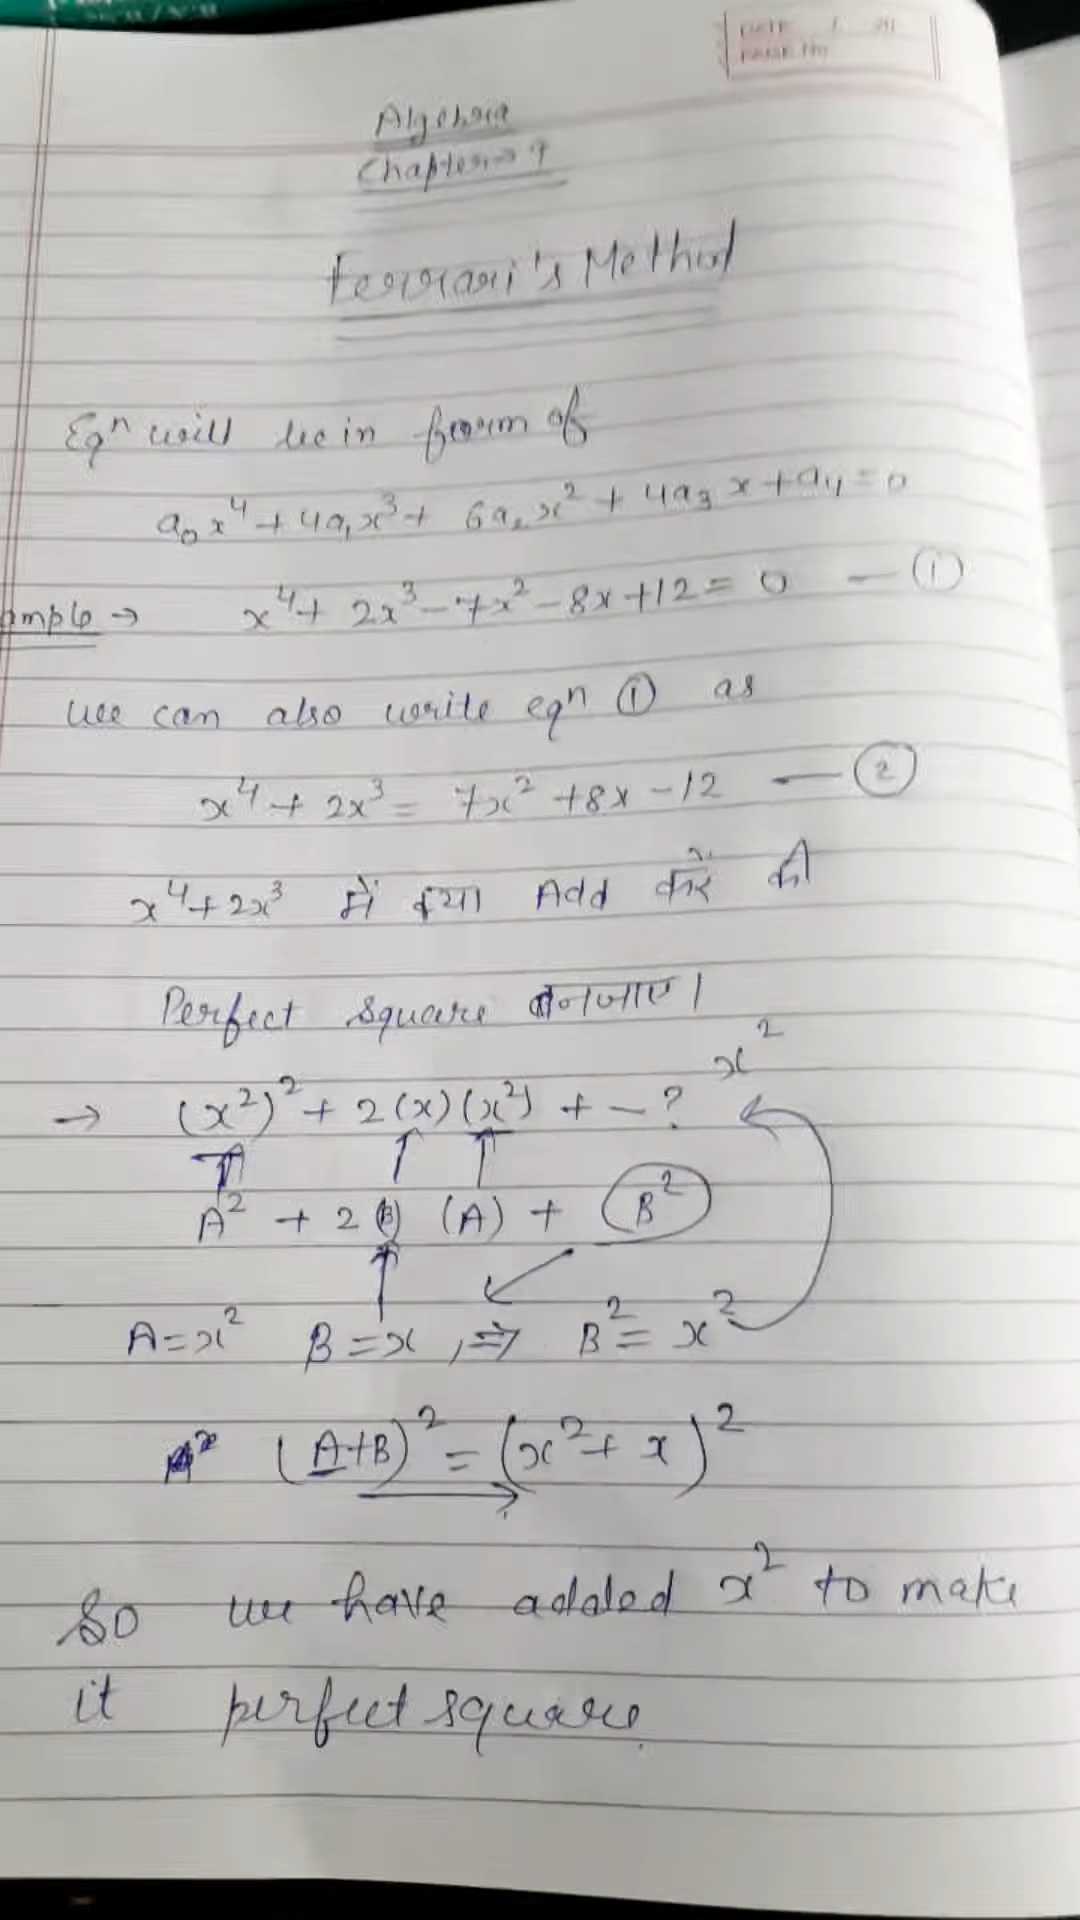 Algebra
Chapter → 9
Ferrari's Method
Eqⁿ will be in form of
a₀x⁴ + 4a₁x³ + 6a₂x² + 4a₃x + a₄ = 0
ample → x⁴ + 2x³ - 7x² - 8x + 12 = 0 — ①
we can also write eqⁿ ① as
x⁴ + 2x³ = 7x² + 8x - 12 — ②
x⁴ + 2x³ में क्या Add करें की
Perfect square बनजाए।
x²
→ (x²)² + 2(x)(x²) + - ?
A² + 2(B) (A) + B²
A = x² B = x , ⇒ B² = x²
(A+B)² = (x² + x)²
So we have added x² to make
it perfect square.